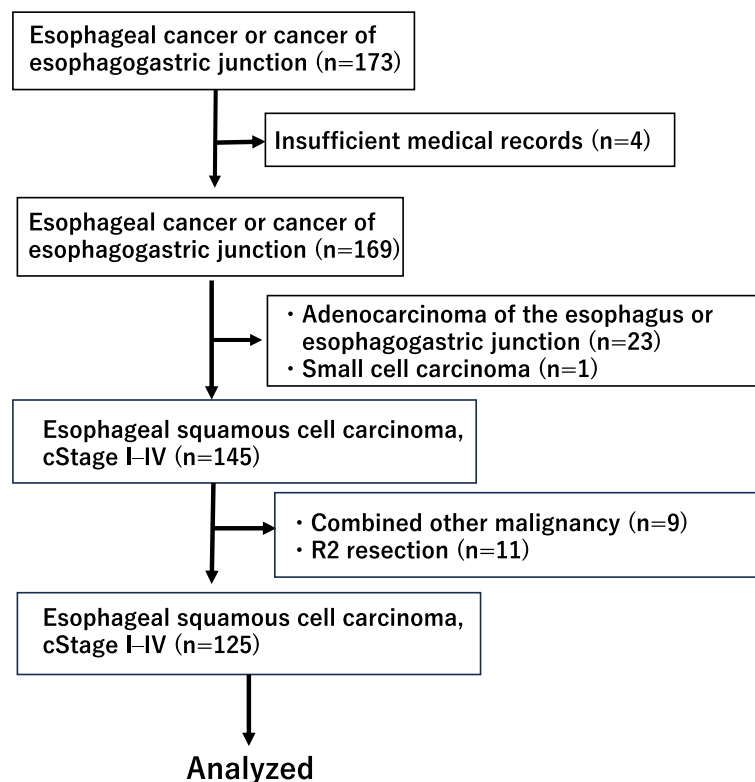 Esophageal cancer or cancer of
esophagogastric junction (n=173)
Insufficient medical records (n=4)
Esophageal cancer or cancer of
esophagogastric junction (n=169)
・Adenocarcinoma of the esophagus or
esophagogastric junction (n=23)
・Small cell carcinoma (n=1)
Esophageal squamous cell carcinoma,
cStage I–IV (n=145)
・Combined other malignancy (n=9)
・R2 resection (n=11)
Esophageal squamous cell carcinoma,
cStage I–IV (n=125)
Analyzed